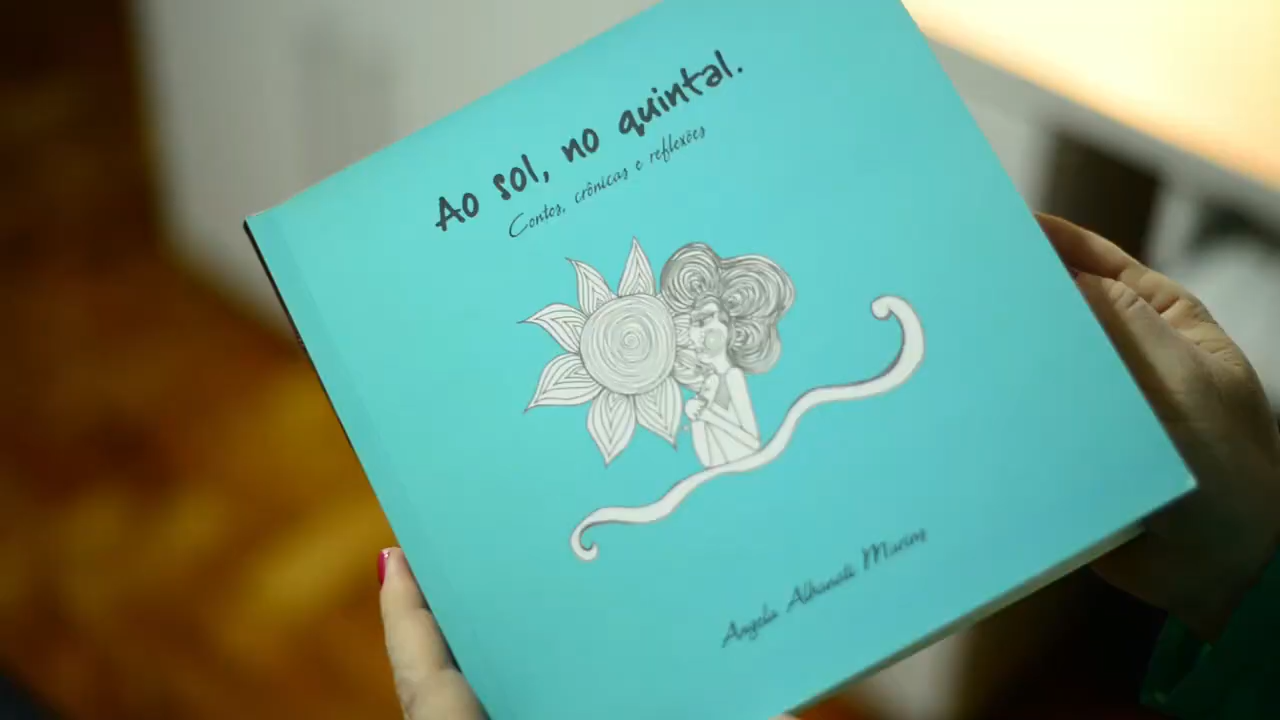 Ao sol, no quintal.
Contos, crônicas e reflexões
Angela